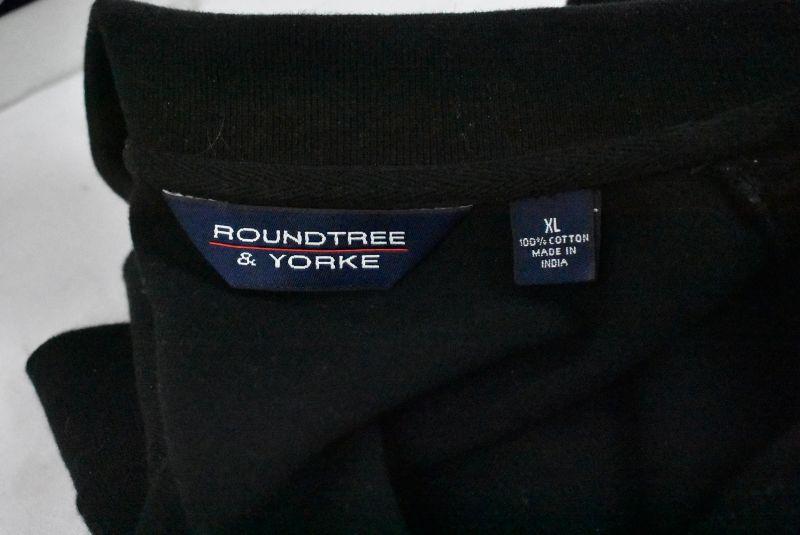 ROUNDTREE
& YORKE
XL
100% COTTON
MADE IN
INDIA